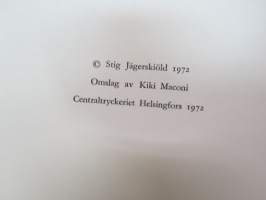 © Stig Jägerskiöld 1972
Omslag av Kiki Maconi
Centraltryckeriet Helsingfors 1972